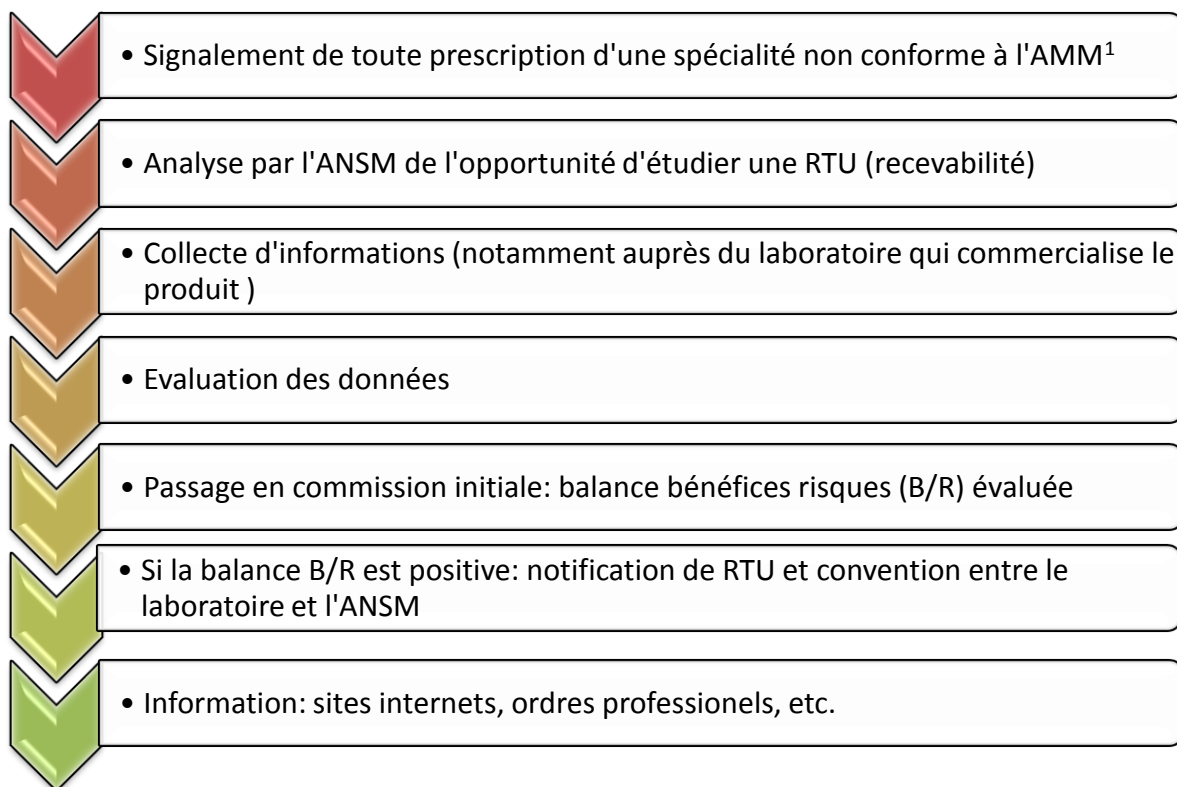 • Signalement de toute prescription d'une spécialité non conforme à l'AMM¹
• Analyse par l'ANSM de l'opportunité d'étudier une RTU (recevabilité)
• Collecte d'informations (notamment auprès du laboratoire qui commercialise le
produit )
• Evaluation des données
• Passage en commission initiale: balance bénéfices risques (B/R) évaluée
• Si la balance B/R est positive: notification de RTU et convention entre le
laboratoire et l'ANSM
• Information: sites internets, ordres professionels, etc.